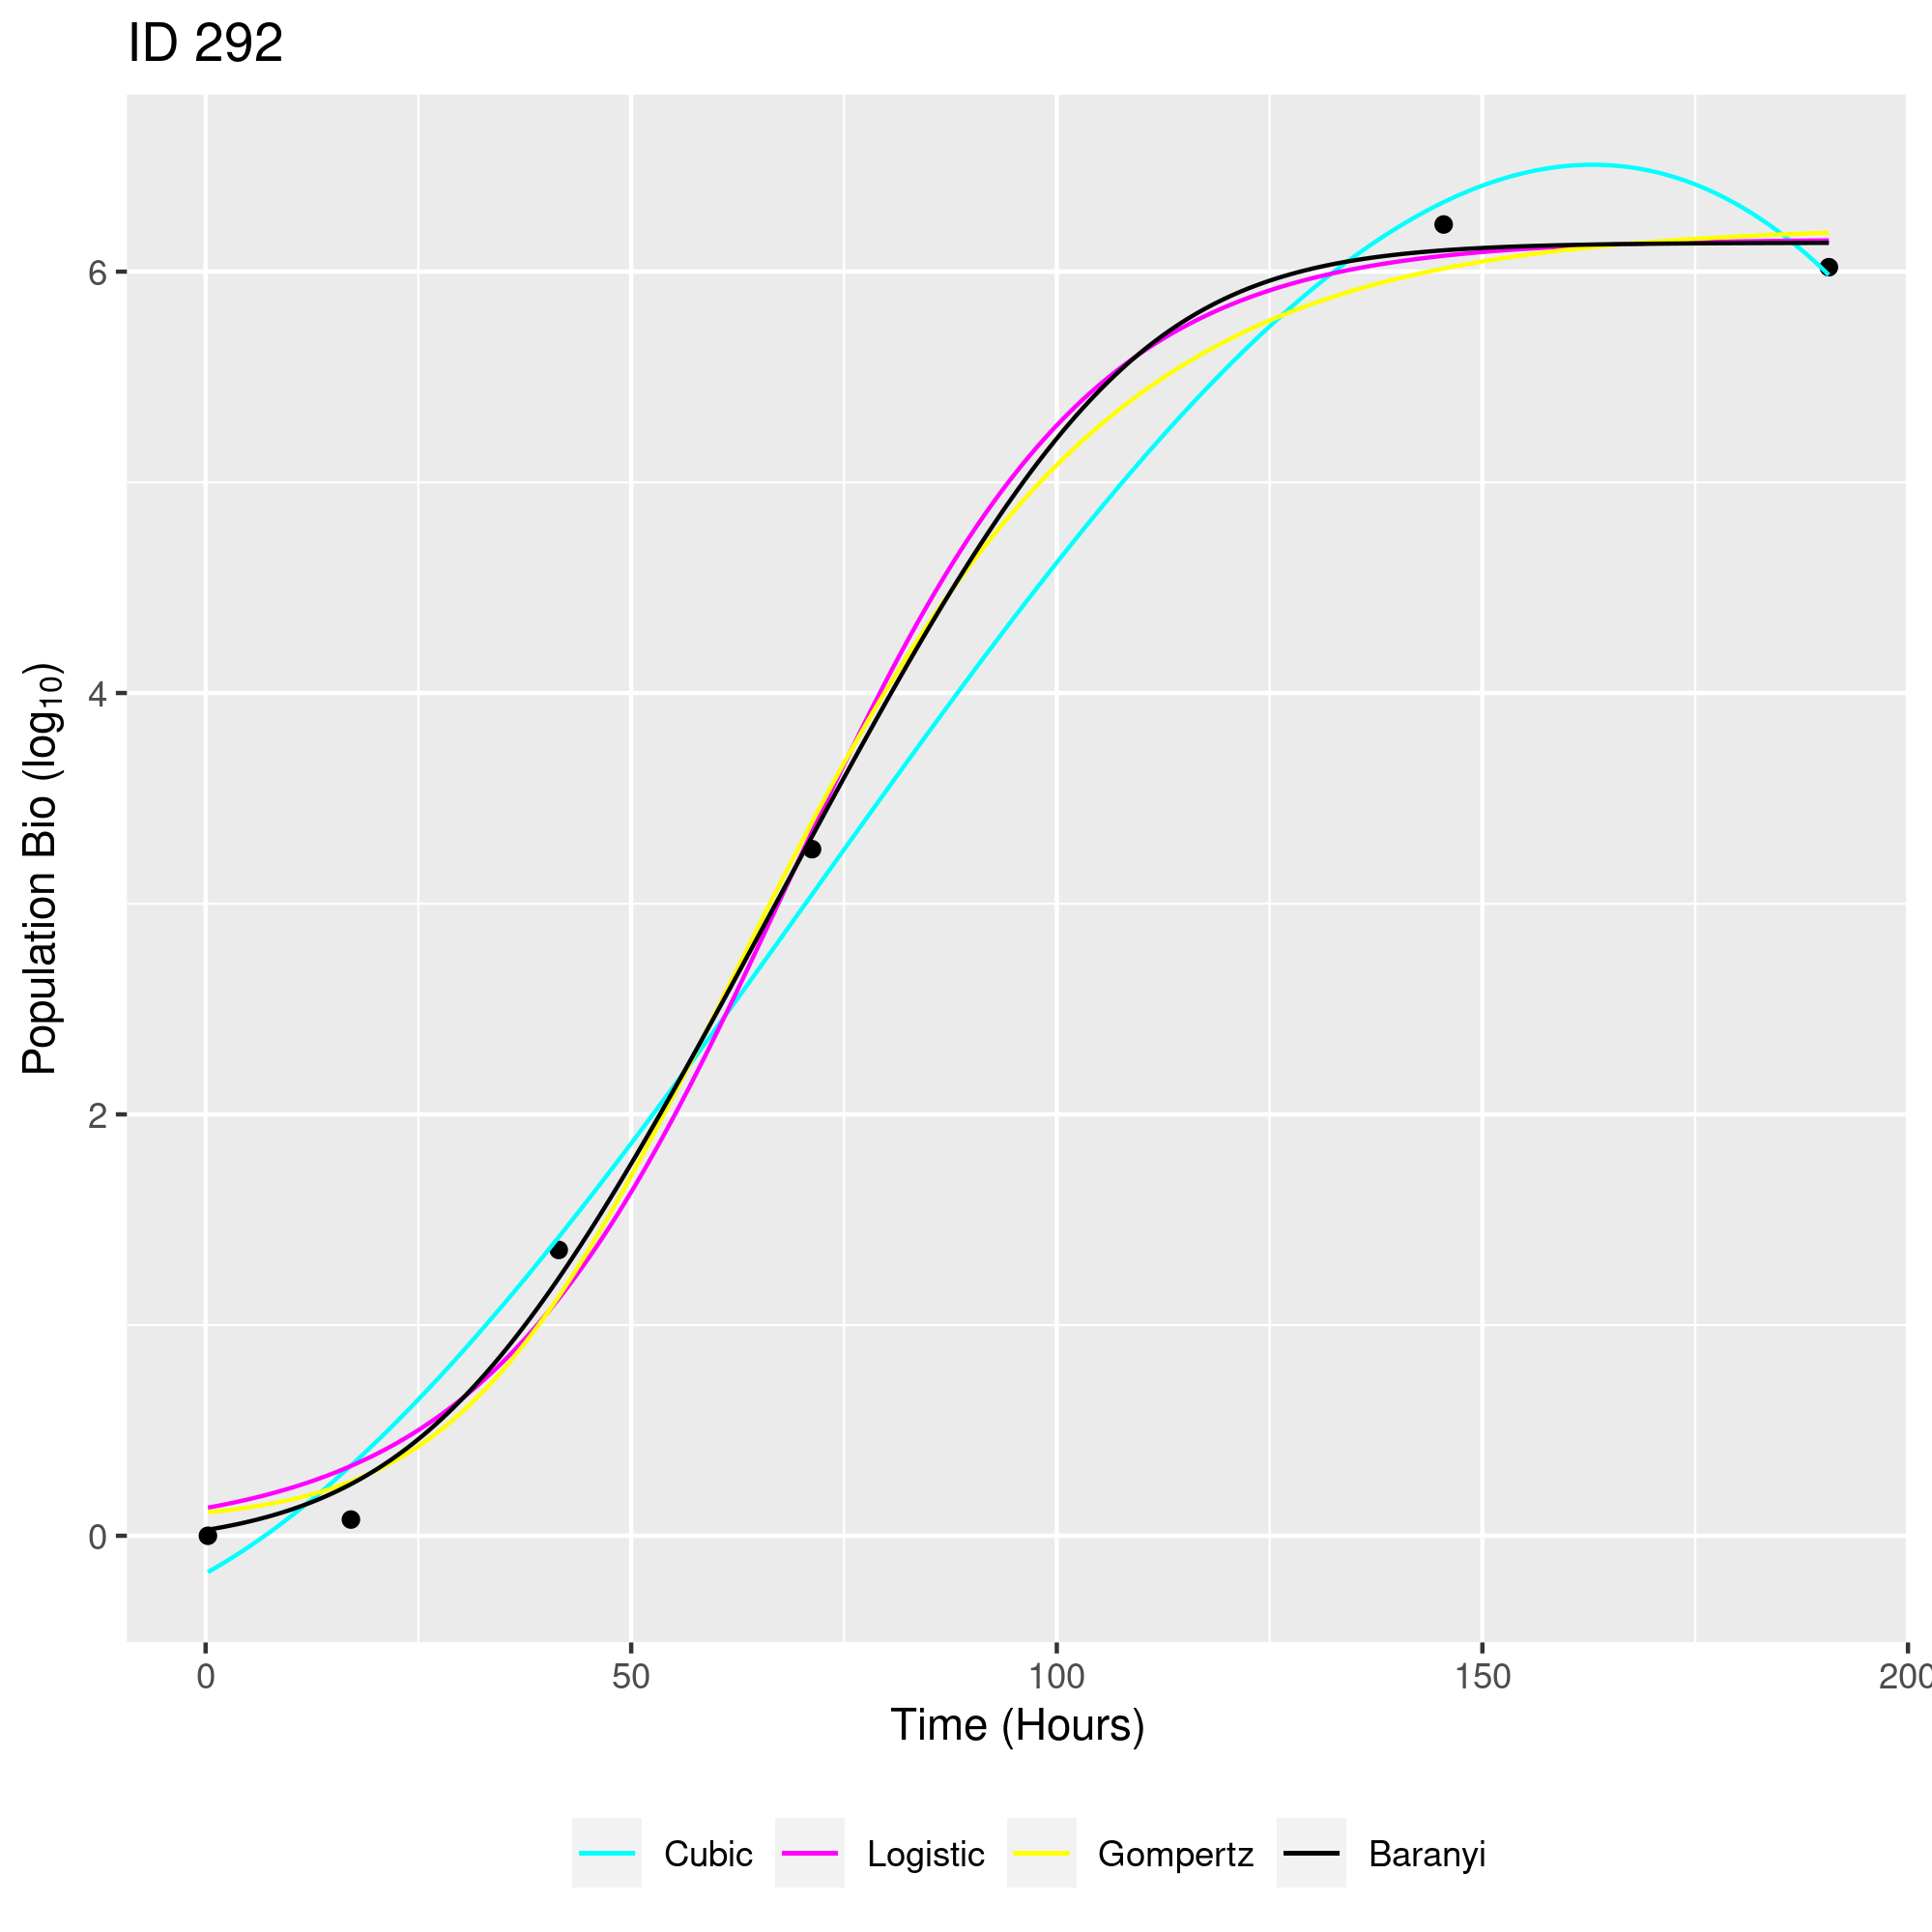 ID 292
Population Bio (log₁₀)
6
4
2
0
0 50 100 150 200
Time (Hours)
Cubic Logistic Gompertz Baranyi